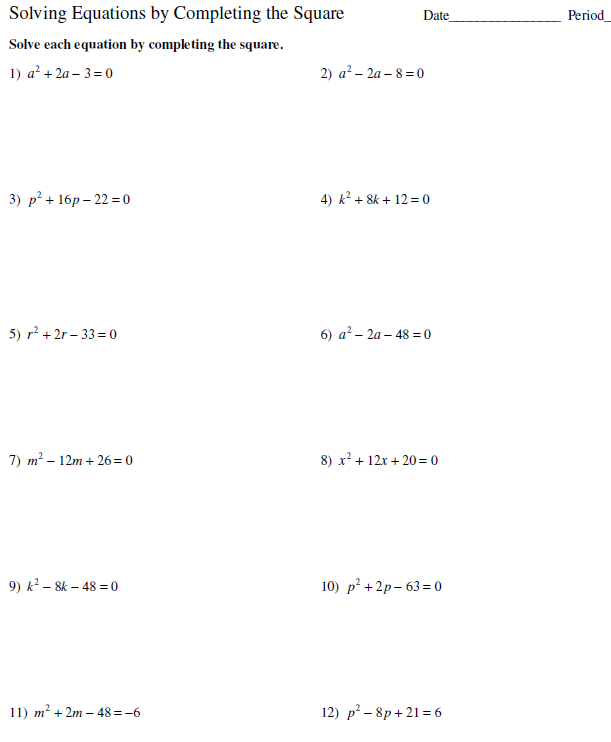 Solving Equations by Completing the Square Date________________ Period_
Solve each equation by completing the square.
1) a² + 2a – 3 = 0 2) a² – 2a – 8 = 0
3) p² + 16p – 22 = 0 4) k² + 8k + 12 = 0
5) r² + 2r – 33 = 0 6) a² – 2a – 48 = 0
7) m² – 12m + 26 = 0 8) x² + 12x + 20 = 0
9) k² – 8k – 48 = 0 10) p² + 2p – 63 = 0
11) m² + 2m – 48 = –6 12) p² – 8p + 21 = 6